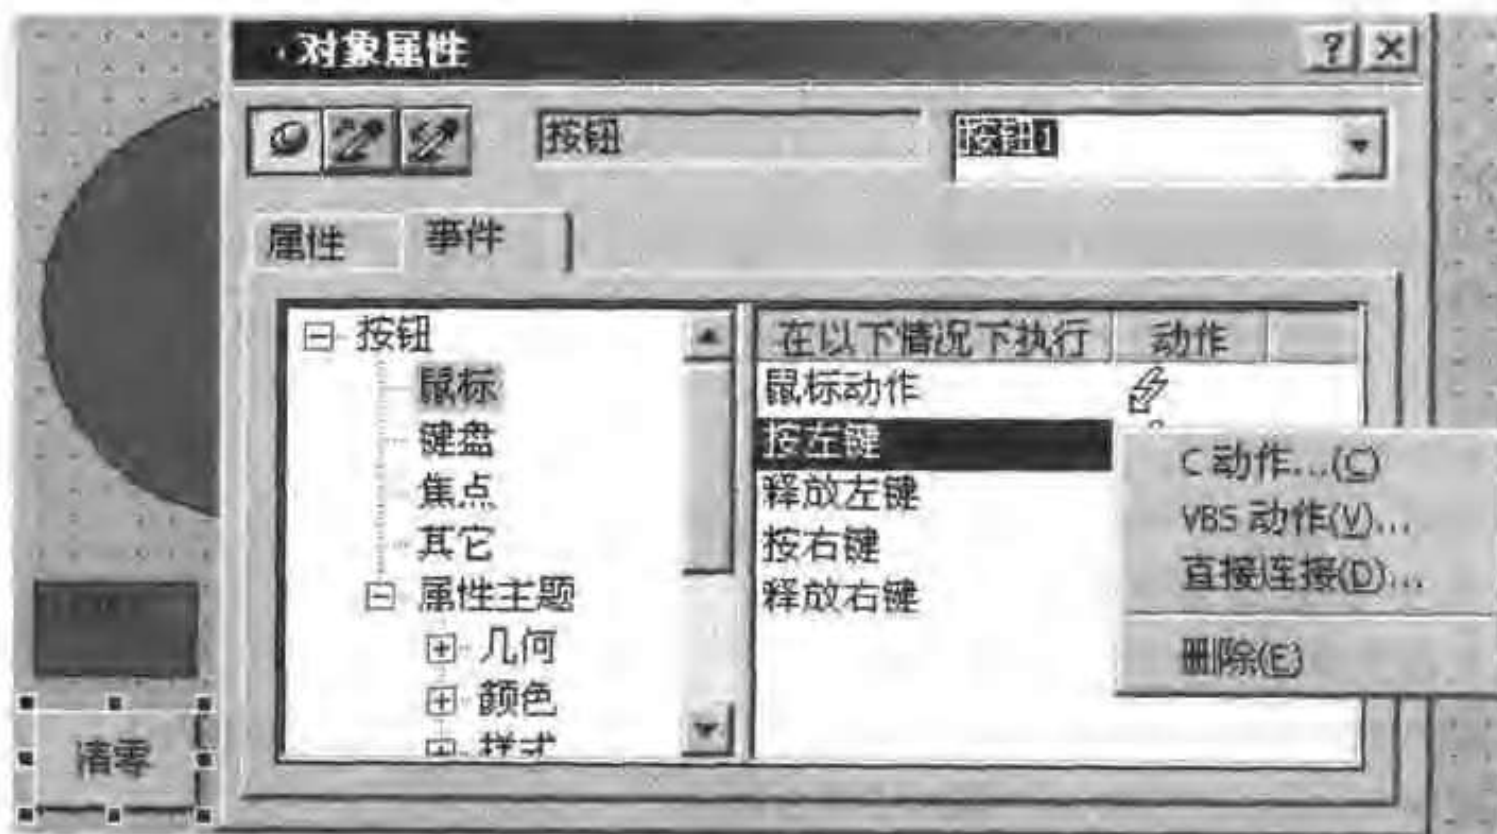 对象属性
按钮 按钮1
属性 事件
按钮
鼠标
键盘
焦点
其它
属性主题
几何
颜色
样式
在以下情况下执行 动作
鼠标动作
按左键
释放左键
按右键
释放右键
C 动作...(C)
VBS 动作(V)...
直接连接(D)...
删除(E)
清零